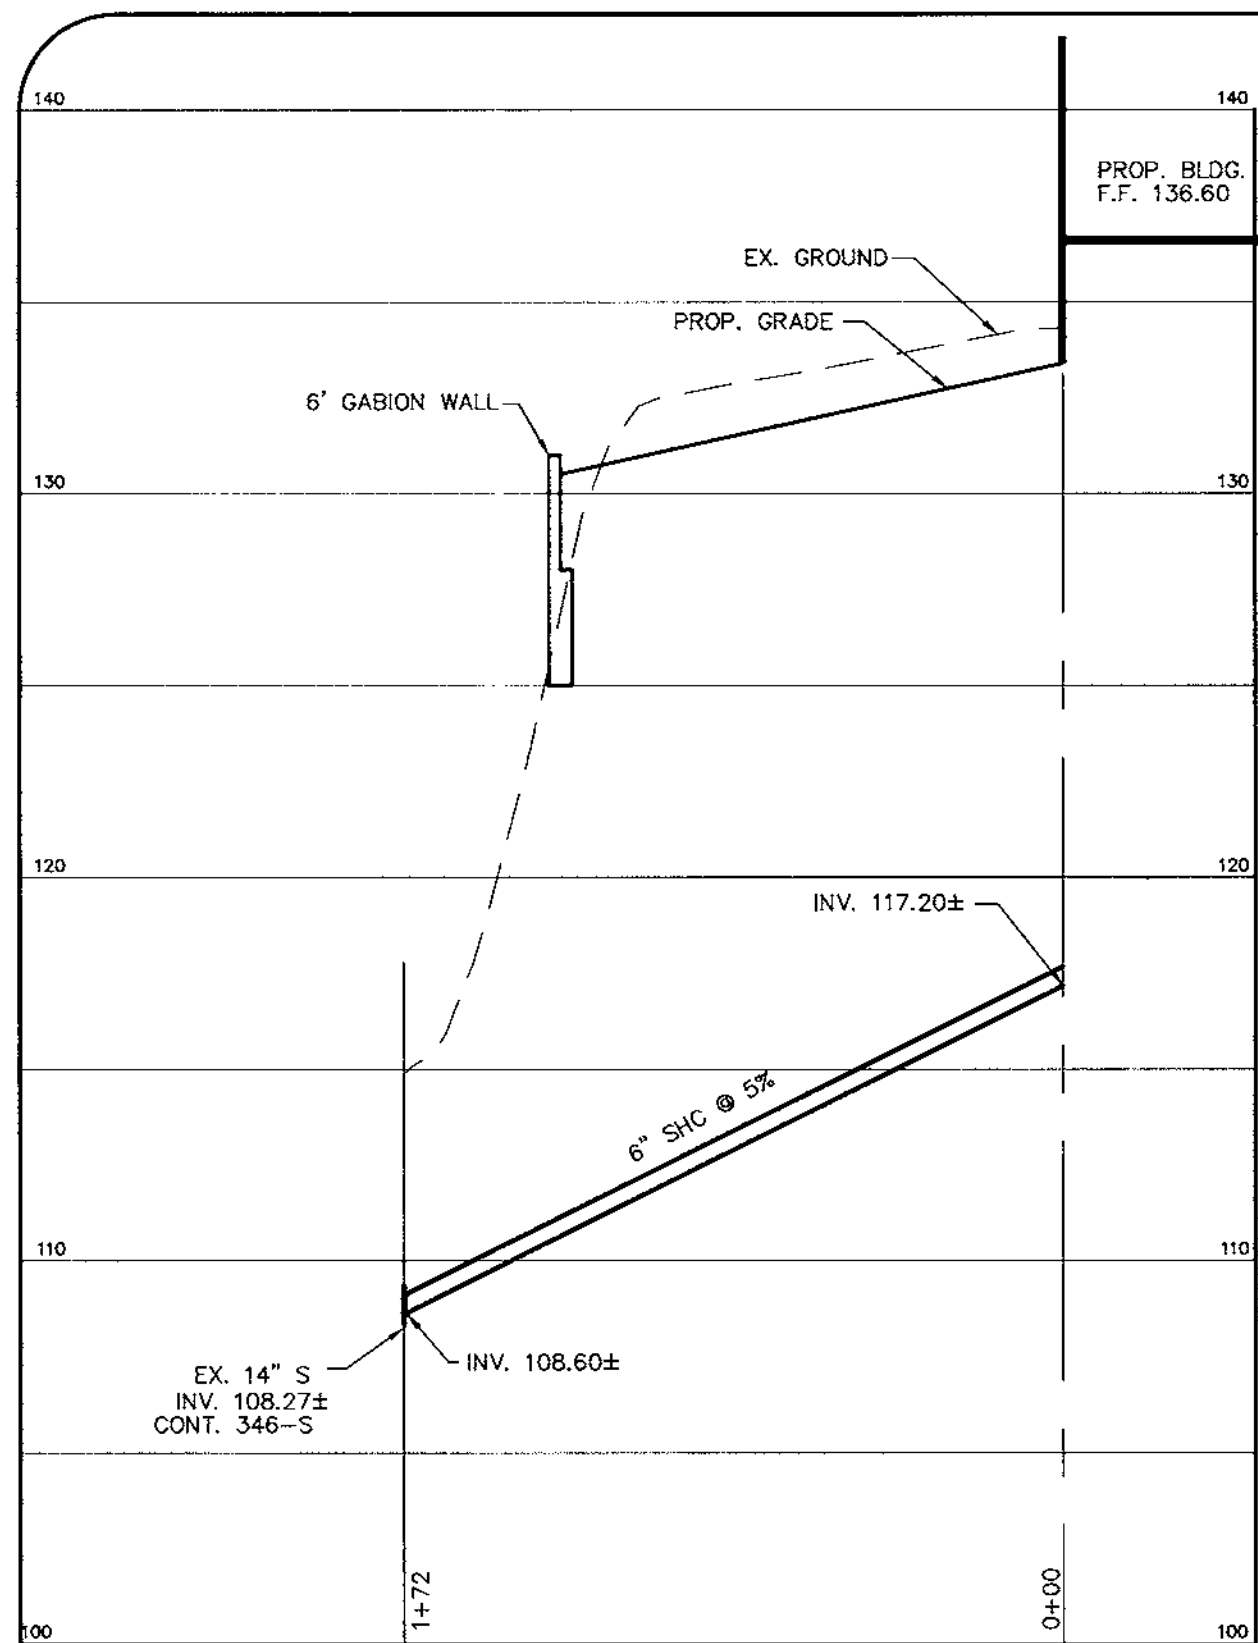 140
140
PROP. BLDG.
F.F. 136.60
EX. GROUND
PROP. GRADE
6' GABION WALL
130
130
120
120
INV. 117.20±
6" SHC @ 5%
110
110
INV. 108.60±
EX. 14" S
INV. 108.27±
CONT. 346-S
1+72
0+00
100
100